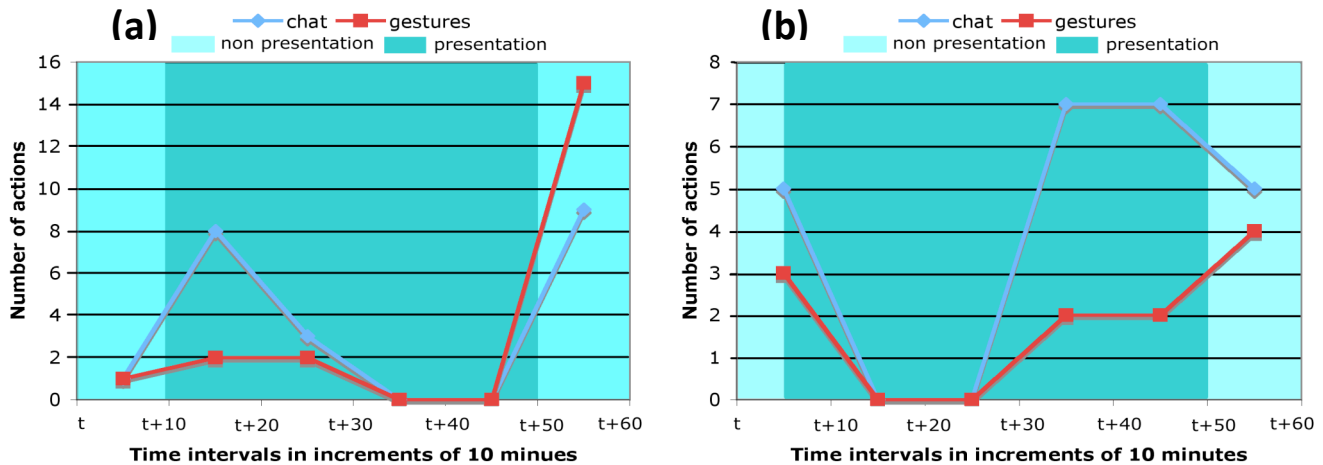 (a)
chat gestures
non presentation presentation
16
14
12
10
8
6
4
2
0
Number of actions
t t+10 t+20 t+30 t+40 t+50 t+60
Time intervals in increments of 10 minues
(b)
chat gestures
non presentation presentation
8
7
6
5
4
3
2
1
0
Number of actions
t t+10 t+20 t+30 t+40 t+50 t+60
Time intervals in increments of 10 minutes